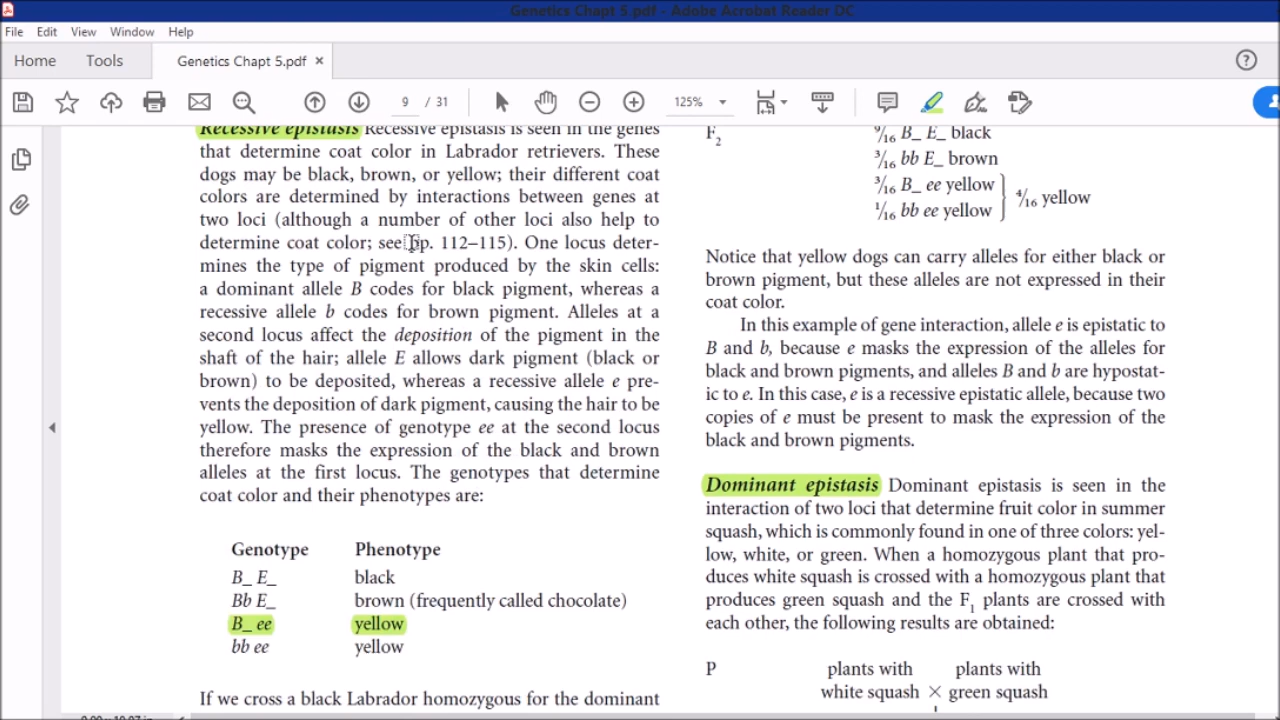 Genetics Chapt 5.pdf - Adobe Acrobat Reader DC
File Edit View Window Help
Home Tools Genetics Chapt 5.pdf ×
9 / 31 125%
Recessive epistasis Recessive epistasis is seen in the genes
that determine coat color in Labrador retrievers. These
dogs may be black, brown, or yellow; their different coat
colors are determined by interactions between genes at
two loci (although a number of other loci also help to
determine coat color; see pp. 112–115). One locus deter-
mines the type of pigment produced by the skin cells:
a dominant allele B codes for black pigment, whereas a
recessive allele b codes for brown pigment. Alleles at a
second locus affect the deposition of the pigment in the
shaft of the hair; allele E allows dark pigment (black or
brown) to be deposited, whereas a recessive allele e pre-
vents the deposition of dark pigment, causing the hair to be
yellow. The presence of genotype ee at the second locus
therefore masks the expression of the black and brown
alleles at the first locus. The genotypes that determine
coat color and their phenotypes are:
Genotype Phenotype
B_ E_ black
Bb E_ brown (frequently called chocolate)
B_ ee yellow
bb ee yellow
If we cross a black Labrador homozygous for the dominant
F₂ 9/16 B_ E_ black
3/16 bb E_ brown
3/16 B_ ee yellow
4/16 yellow
1/16 bb ee yellow
Notice that yellow dogs can carry alleles for either black or
brown pigment, but these alleles are not expressed in their
coat color.
In this example of gene interaction, allele e is epistatic to
B and b, because e masks the expression of the alleles for
black and brown pigments, and alleles B and b are hypostat-
ic to e. In this case, e is a recessive epistatic allele, because two
copies of e must be present to mask the expression of the
black and brown pigments.
Dominant epistasis Dominant epistasis is seen in the
interaction of two loci that determine fruit color in summer
squash, which is commonly found in one of three colors: yel-
low, white, or green. When a homozygous plant that pro-
duces white squash is crossed with a homozygous plant that
produces green squash and the F₁ plants are crossed with
each other, the following results are obtained:
P plants with plants with
white squash × green squash